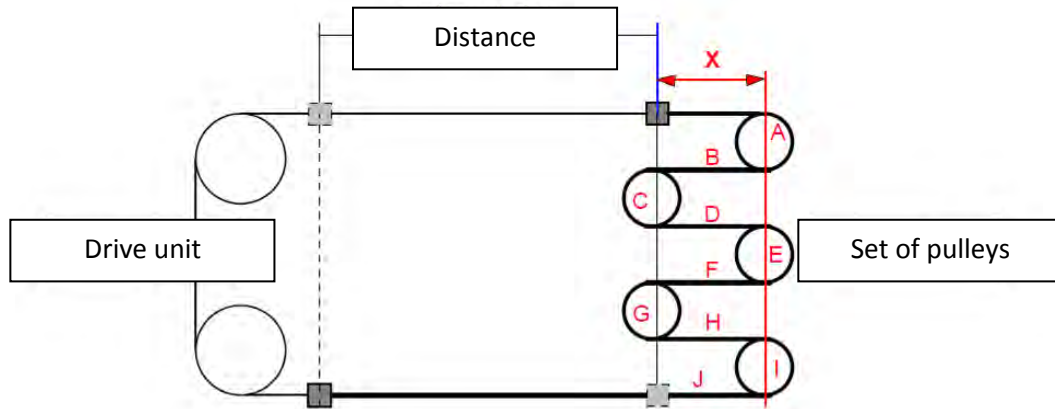 Distance
X
A
B
C
D
Drive unit
E
Set of pulleys
F
G
H
I
J